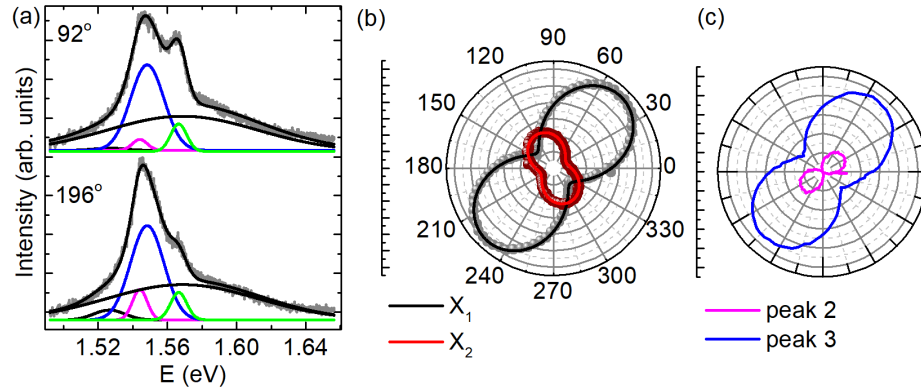 (a)
92°
196°
Intensity (arb. units)
1.52 1.56 1.60 1.64
E (eV)
(b)
90
120 60
150 30
180 0
210 330
240 300
270
X₁
X₂
(c)
peak 2
peak 3